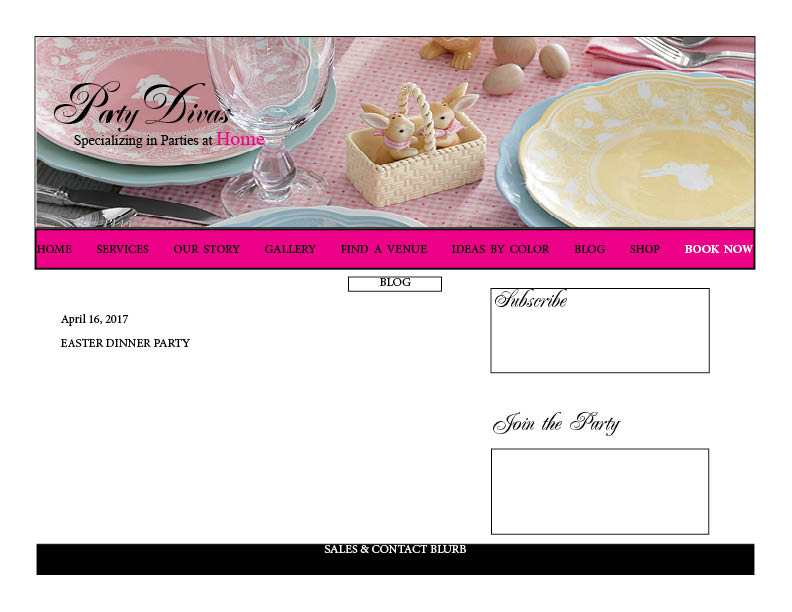 Party Divas
Specializing in Parties at Home
HOME SERVICES OUR STORY GALLERY FIND A VENUE IDEAS BY COLOR BLOG SHOP BOOK NOW
BLOG
Subscribe
April 16, 2017
EASTER DINNER PARTY
Join the Party
SALES & CONTACT BLURB